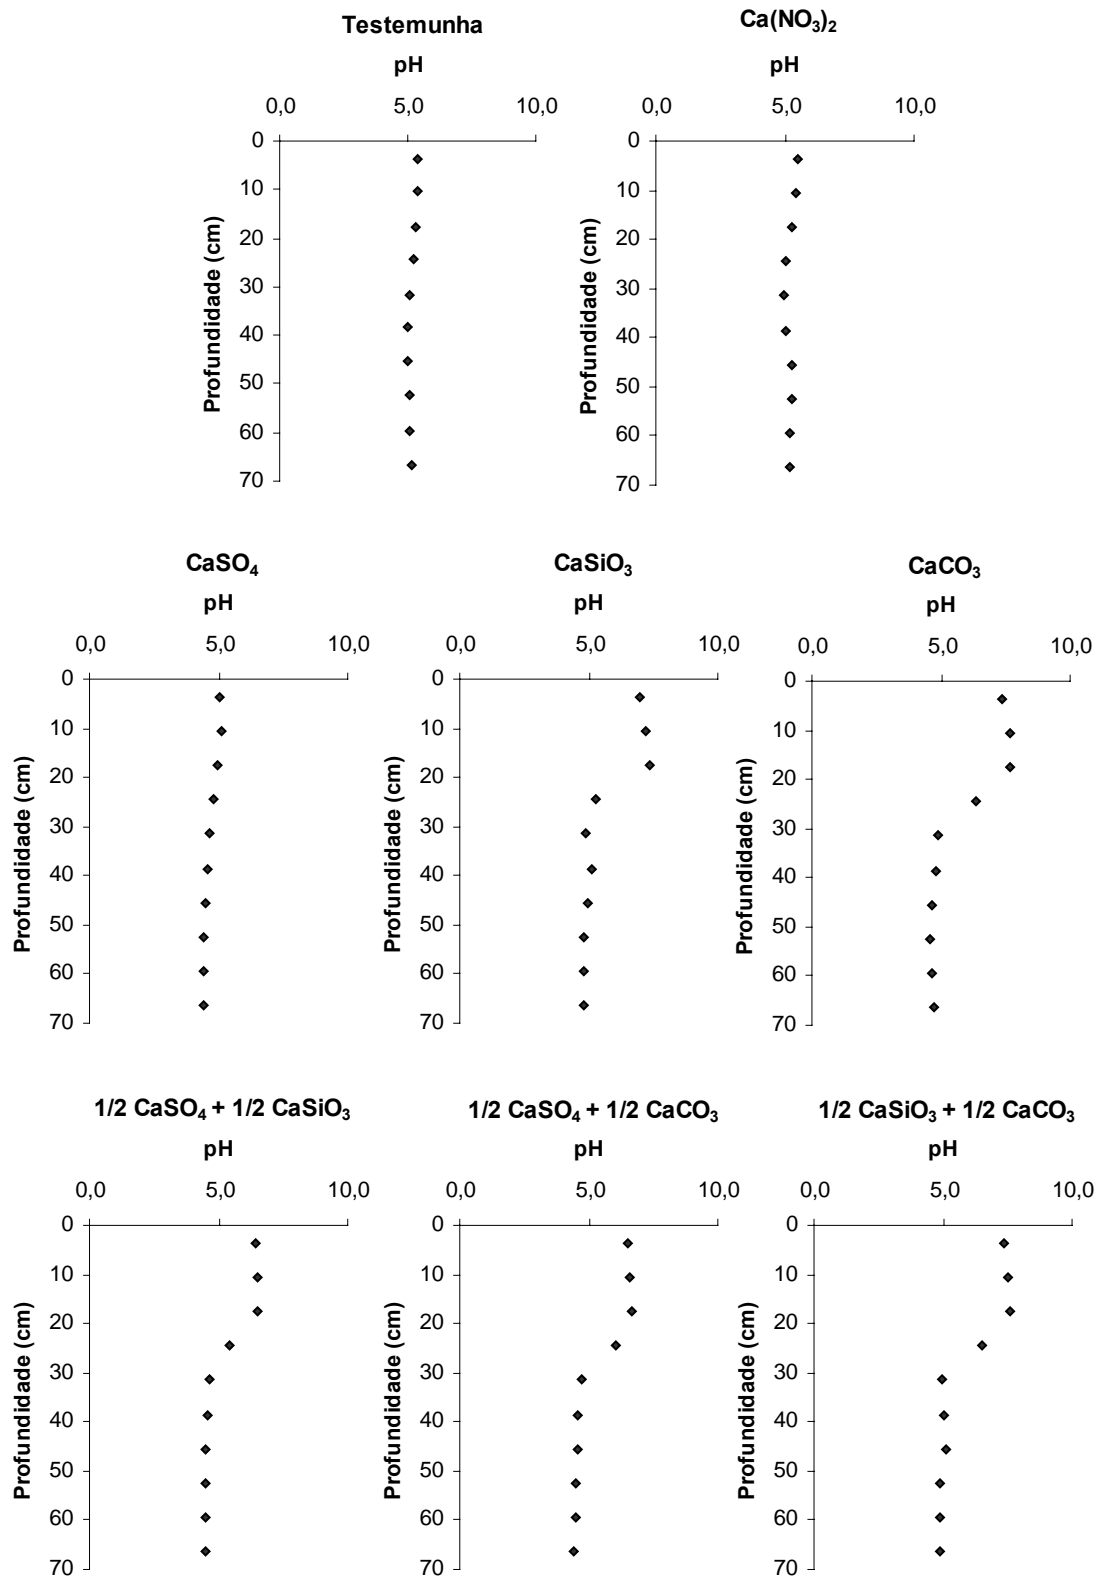 Testemunha
pH
0,0 5,0 10,0
0
10
20
30
40
50
60
70
Profundidade (cm)
Ca(NO₃)₂
pH
0,0 5,0 10,0
0
10
20
30
40
50
60
70
Profundidade (cm)
CaSO₄
pH
0,0 5,0 10,0
0
10
20
30
40
50
60
70
Profundidade (cm)
CaSiO₃
pH
0,0 5,0 10,0
0
10
20
30
40
50
60
70
Profundidade (cm)
CaCO₃
pH
0,0 5,0 10,0
0
10
20
30
40
50
60
70
Profundidade (cm)
1/2 CaSO₄ + 1/2 CaSiO₃
pH
0,0 5,0 10,0
0
10
20
30
40
50
60
70
Profundidade (cm)
1/2 CaSO₄ + 1/2 CaCO₃
pH
0,0 5,0 10,0
0
10
20
30
40
50
60
70
Profundidade (cm)
1/2 CaSiO₃ + 1/2 CaCO₃
pH
0,0 5,0 10,0
0
10
20
30
40
50
60
70
Profundidade (cm)